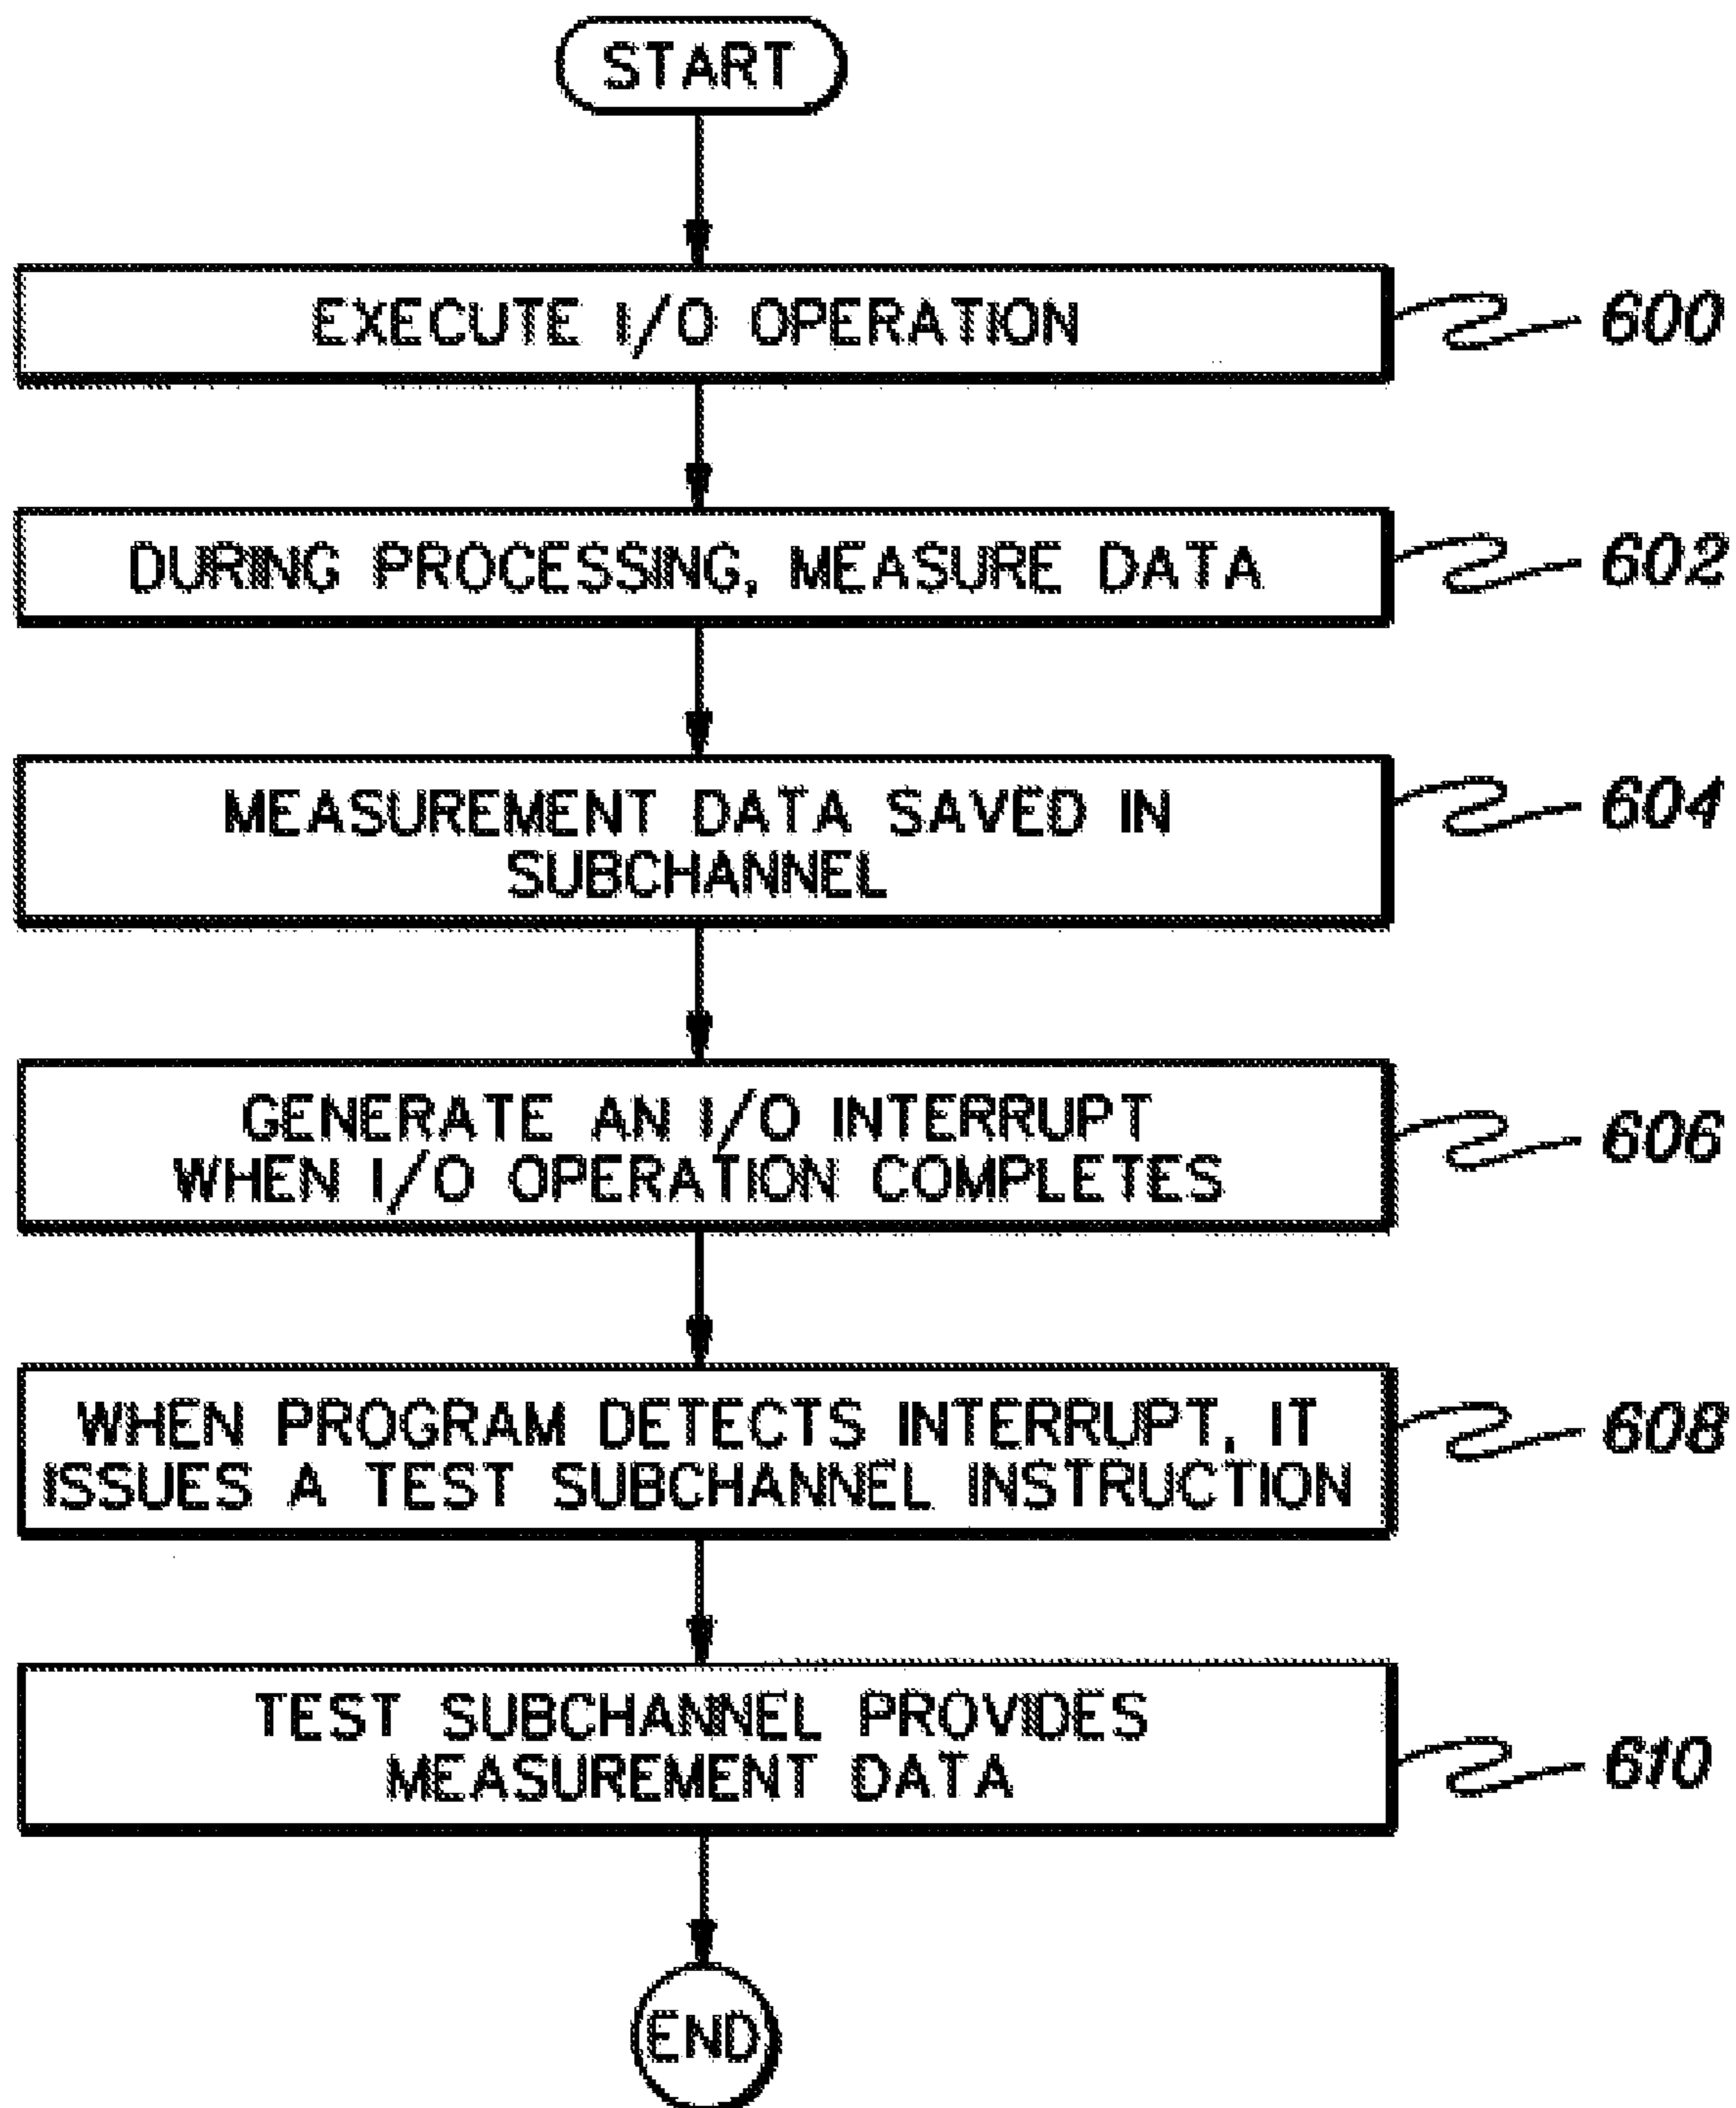 START
EXECUTE I/O OPERATION
600
DURING PROCESSING, MEASURE DATA
602
MEASUREMENT DATA SAVED IN
SUBCHANNEL
604
GENERATE AN I/O INTERRUPT
WHEN I/O OPERATION COMPLETES
606
WHEN PROGRAM DETECTS INTERRUPT, IT
ISSUES A TEST SUBCHANNEL INSTRUCTION
608
TEST SUBCHANNEL PROVIDES
MEASUREMENT DATA
610
END